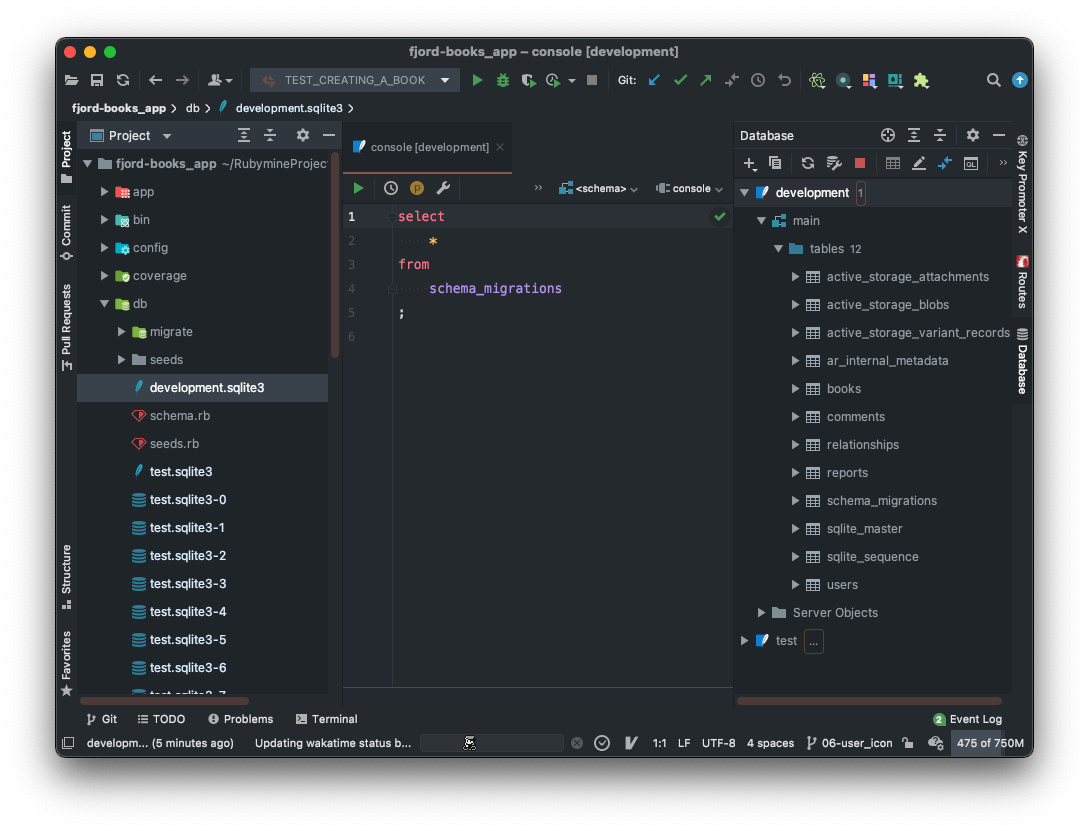 fjord-books_app – console [development]
TEST_CREATING_A_BOOK
Git:
fjord-books_app
db
development.sqlite3
Project
Commit
Pull Requests
Structure
Favorites
Project
fjord-books_app ~/RubymineProjec
app
bin
config
coverage
db
migrate
seeds
development.sqlite3
schema.rb
seeds.rb
test.sqlite3
test.sqlite3-0
test.sqlite3-1
test.sqlite3-2
test.sqlite3-3
test.sqlite3-4
test.sqlite3-5
test.sqlite3-6
test.sqlite3-7
console [development]
<schema>
console
1 select
2 *
3 from
4 schema_migrations
5 ;
6
Database
QL
development 1
main
tables 12
active_storage_attachments
active_storage_blobs
active_storage_variant_records
ar_internal_metadata
books
comments
relationships
reports
schema_migrations
sqlite_master
sqlite_sequence
users
Server Objects
test ...
Key Promoter X
Routes
Database
Git
TODO
Problems
Terminal
2 Event Log
developm... (5 minutes ago)
Updating wakatime status b...
1:1
LF
UTF-8
4 spaces
06-user_icon
475 of 750M